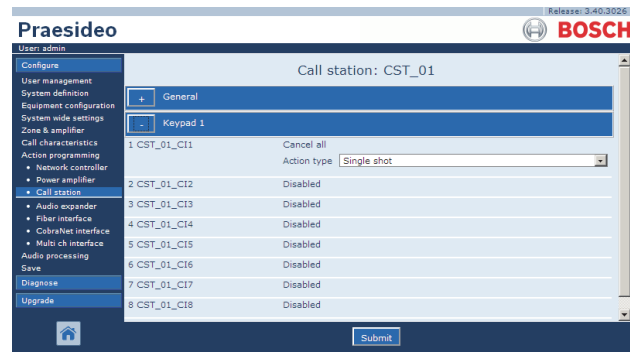 Release: 3.40.3026
Praesideo
BOSCH
User: admin
Configure
User management
System definition
Equipment configuration
System wide settings
Zone & amplifier
Call characteristics
Action programming
• Network controller
• Power amplifier
• Call station
• Audio expander
• Fiber interface
• CobraNet interface
• Multi ch interface
Audio processing
Save
Diagnose
Upgrade
Call station: CST_01
+ General
- Keypad 1
1 CST_01_CI1 Cancel all
Action type Single shot
2 CST_01_CI2 Disabled
3 CST_01_CI3 Disabled
4 CST_01_CI4 Disabled
5 CST_01_CI5 Disabled
6 CST_01_CI6 Disabled
7 CST_01_CI7 Disabled
8 CST_01_CI8 Disabled
Submit